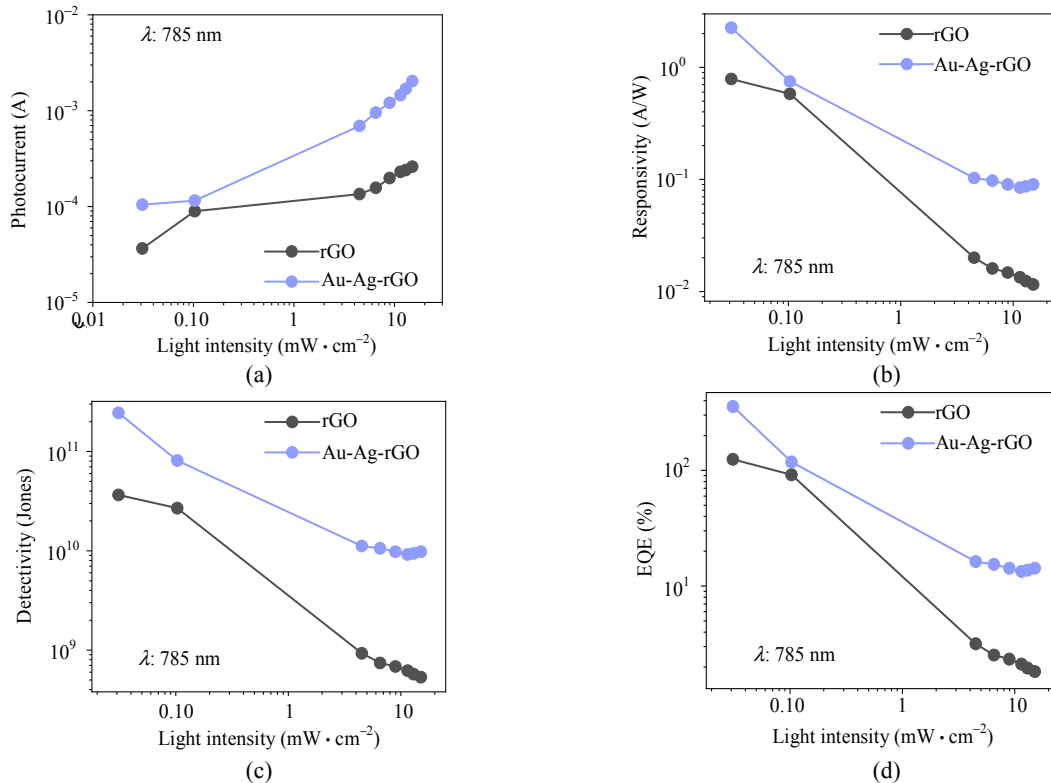 10⁻²
λ: 785 nm
10⁻³
Photocurrent (A)
10⁻⁴
rGO
Au-Ag-rGO
10⁻⁵
0.01 0.10 1 10
Light intensity (mW · cm⁻²)
(a)
rGO
Au-Ag-rGO
10⁰
Responsivity (A/W)
10⁻¹
λ: 785 nm
10⁻²
0.10 1 10
Light intensity (mW · cm⁻²)
(b)
rGO
Au-Ag-rGO
10¹¹
Detectivity (Jones)
10¹⁰
10⁹
λ: 785 nm
0.10 1 10
Light intensity (mW · cm⁻²)
(c)
rGO
Au-Ag-rGO
10²
EQE (%)
10¹
λ: 785 nm
0.10 1 10
Light intensity (mW · cm⁻²)
(d)